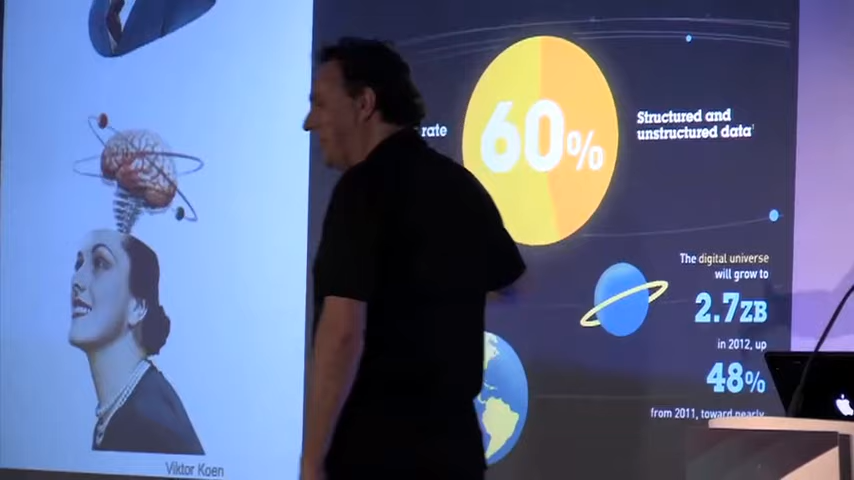 rate
60%
Structured and
unstructured data
The digital universe
will grow to
2.7ZB
in 2012, up
48%
from 2011, toward nearly
Viktor Koen